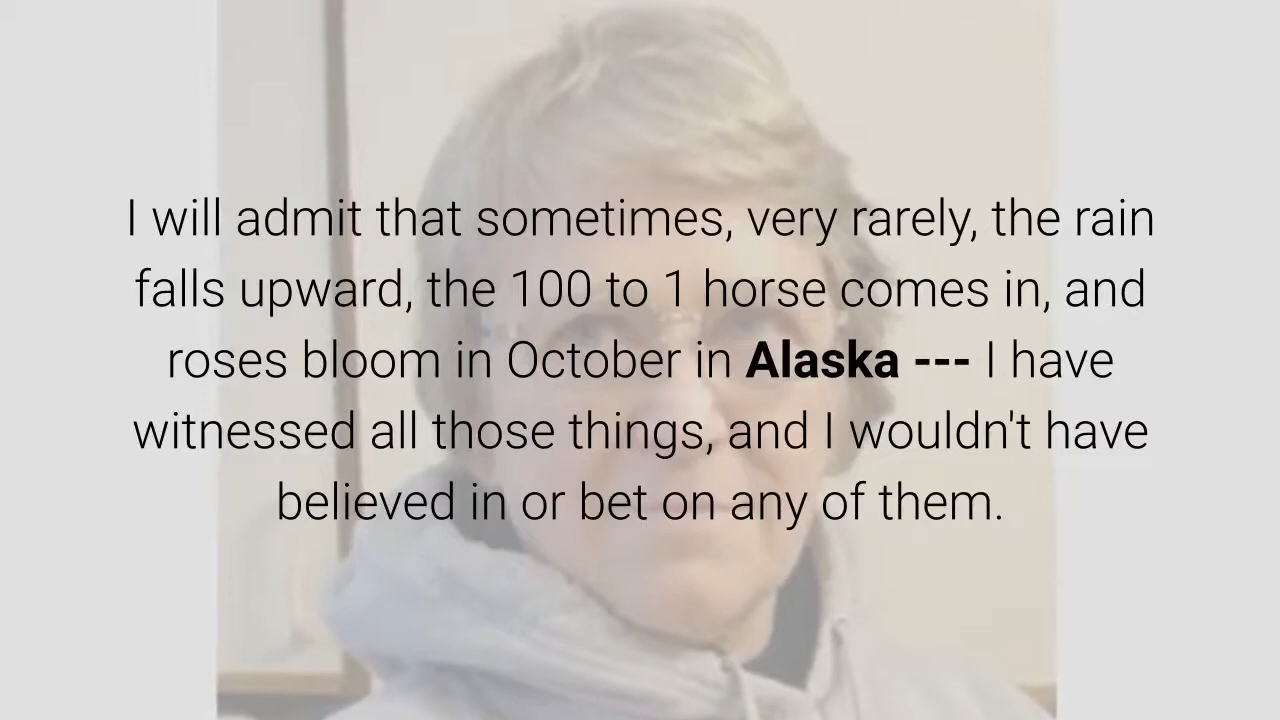 I will admit that sometimes, very rarely, the rain
falls upward, the 100 to 1 horse comes in, and
roses bloom in October in Alaska --- I have
witnessed all those things, and I wouldn't have
believed in or bet on any of them.